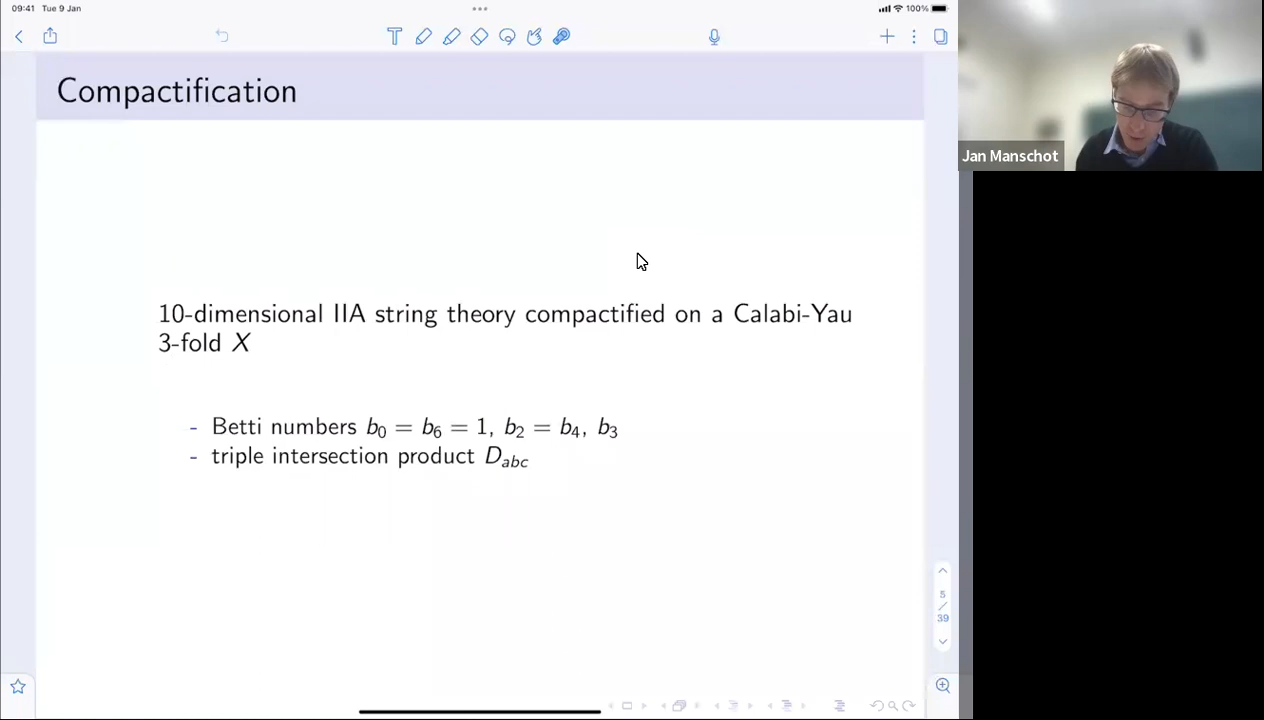 09:41 Tue 9 Jan
100%
Compactification
Jan Manschot
10-dimensional IIA string theory compactified on a Calabi-Yau
3-fold X
- Betti numbers b₀ = b₆ = 1, b₂ = b₄, b₃
- triple intersection product D_abc
5
/
39